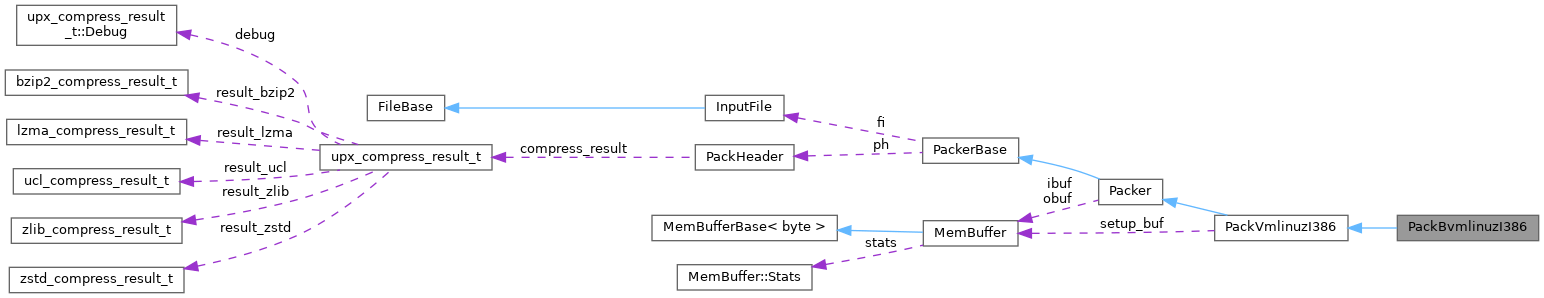 upx_compress_result
_t::Debug
debug
bzip2_compress_result_t
result_bzip2
FileBase
InputFile
fi
lzma_compress_result_t
result_lzma
upx_compress_result_t
compress_result
PackHeader
ph
PackerBase
ucl_compress_result_t
result_ucl
result_zlib
ibuf
obuf
Packer
zlib_compress_result_t
result_zstd
MemBufferBase< byte >
stats
MemBuffer
setup_buf
PackVmlinuzI386
PackBvmlinuzI386
zstd_compress_result_t
MemBuffer::Stats